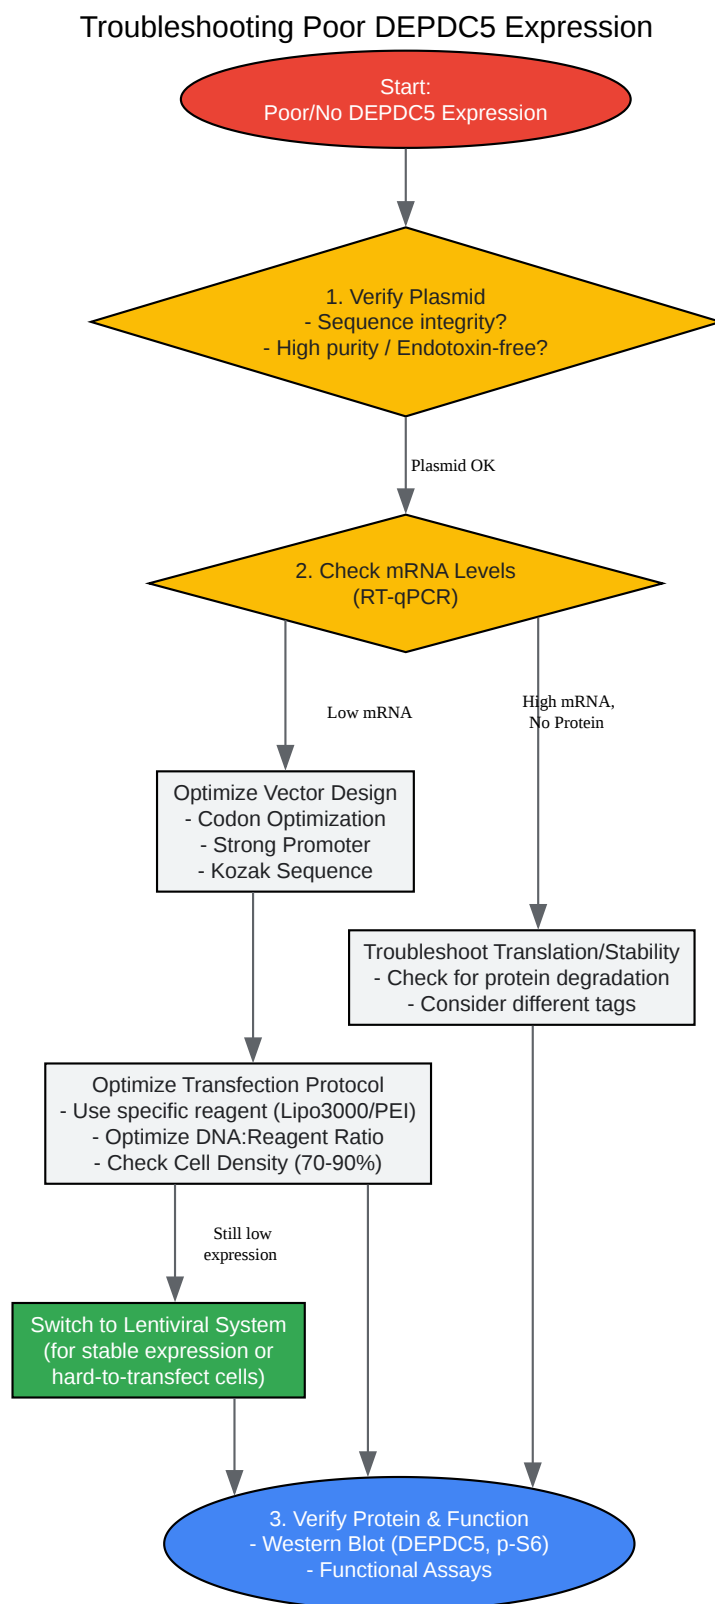 Troubleshooting Poor DEPDC5 Expression
Start:
Poor/No DEPDC5 Expression
1. Verify Plasmid
- Sequence integrity?
- High purity / Endotoxin-free?
Plasmid OK
2. Check mRNA Levels
(RT-qPCR)
Low mRNA
High mRNA,
No Protein
Optimize Vector Design
- Codon Optimization
- Strong Promoter
- Kozak Sequence
Troubleshoot Translation/Stability
- Check for protein degradation
- Consider different tags
Optimize Transfection Protocol
- Use specific reagent (Lipo3000/PEI)
- Optimize DNA:Reagent Ratio
- Check Cell Density (70-90%)
Still low
expression
Switch to Lentiviral System
(for stable expression or
hard-to-transfect cells)
3. Verify Protein & Function
- Western Blot (DEPDC5, p-S6)
- Functional Assays